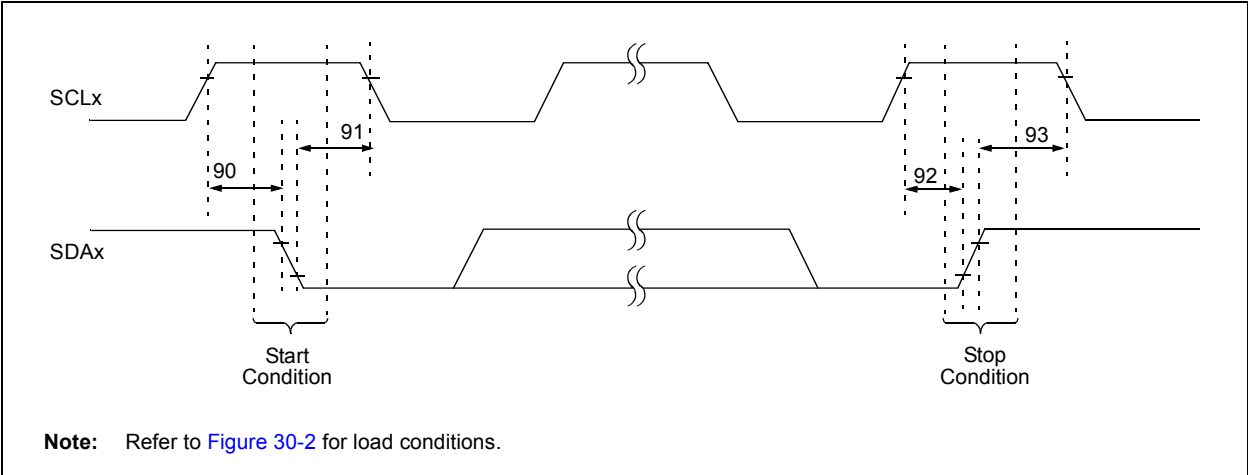 SCLx
91
93
90
92
SDAx
Start
Condition
Stop
Condition
Note: Refer to Figure 30-2 for load conditions.